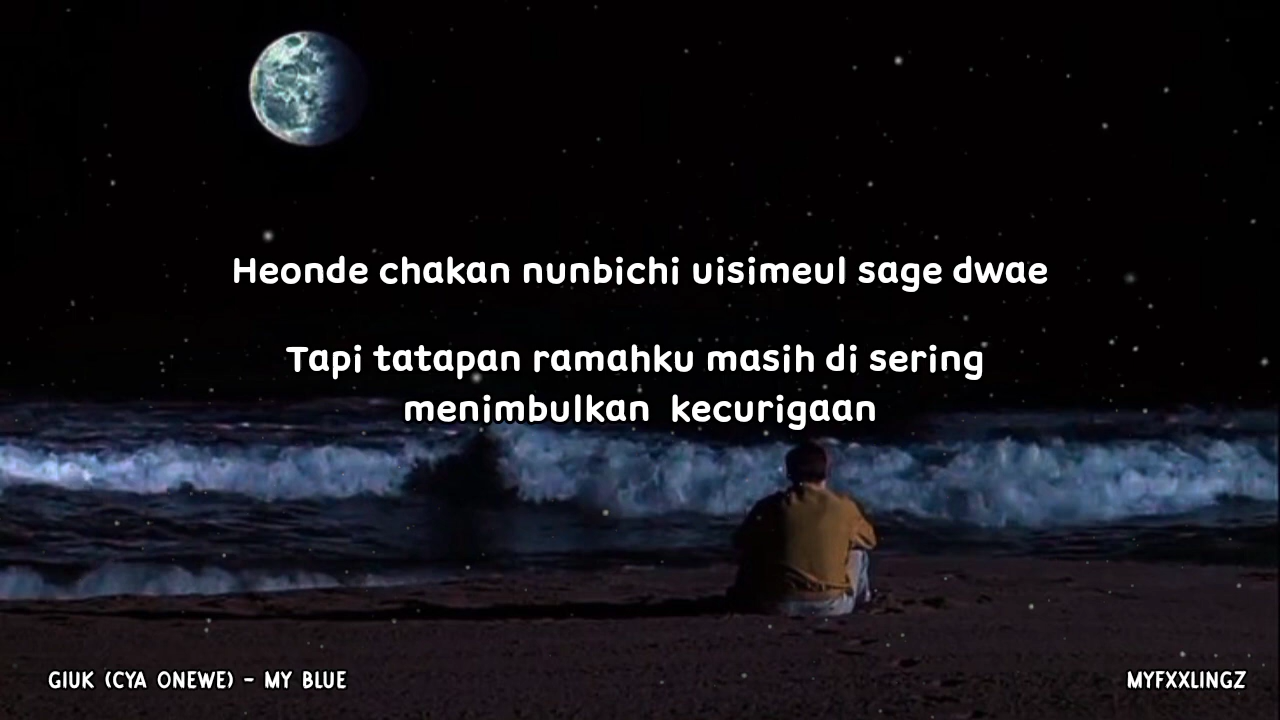 Heonde chakan nunbichi uisimeul sage dwae
Tapi tatapan ramahku masih di sering
menimbulkan kecurigaan
GIUK (CYA ONEWE) - MY BLUE
MYFXXLINGZ